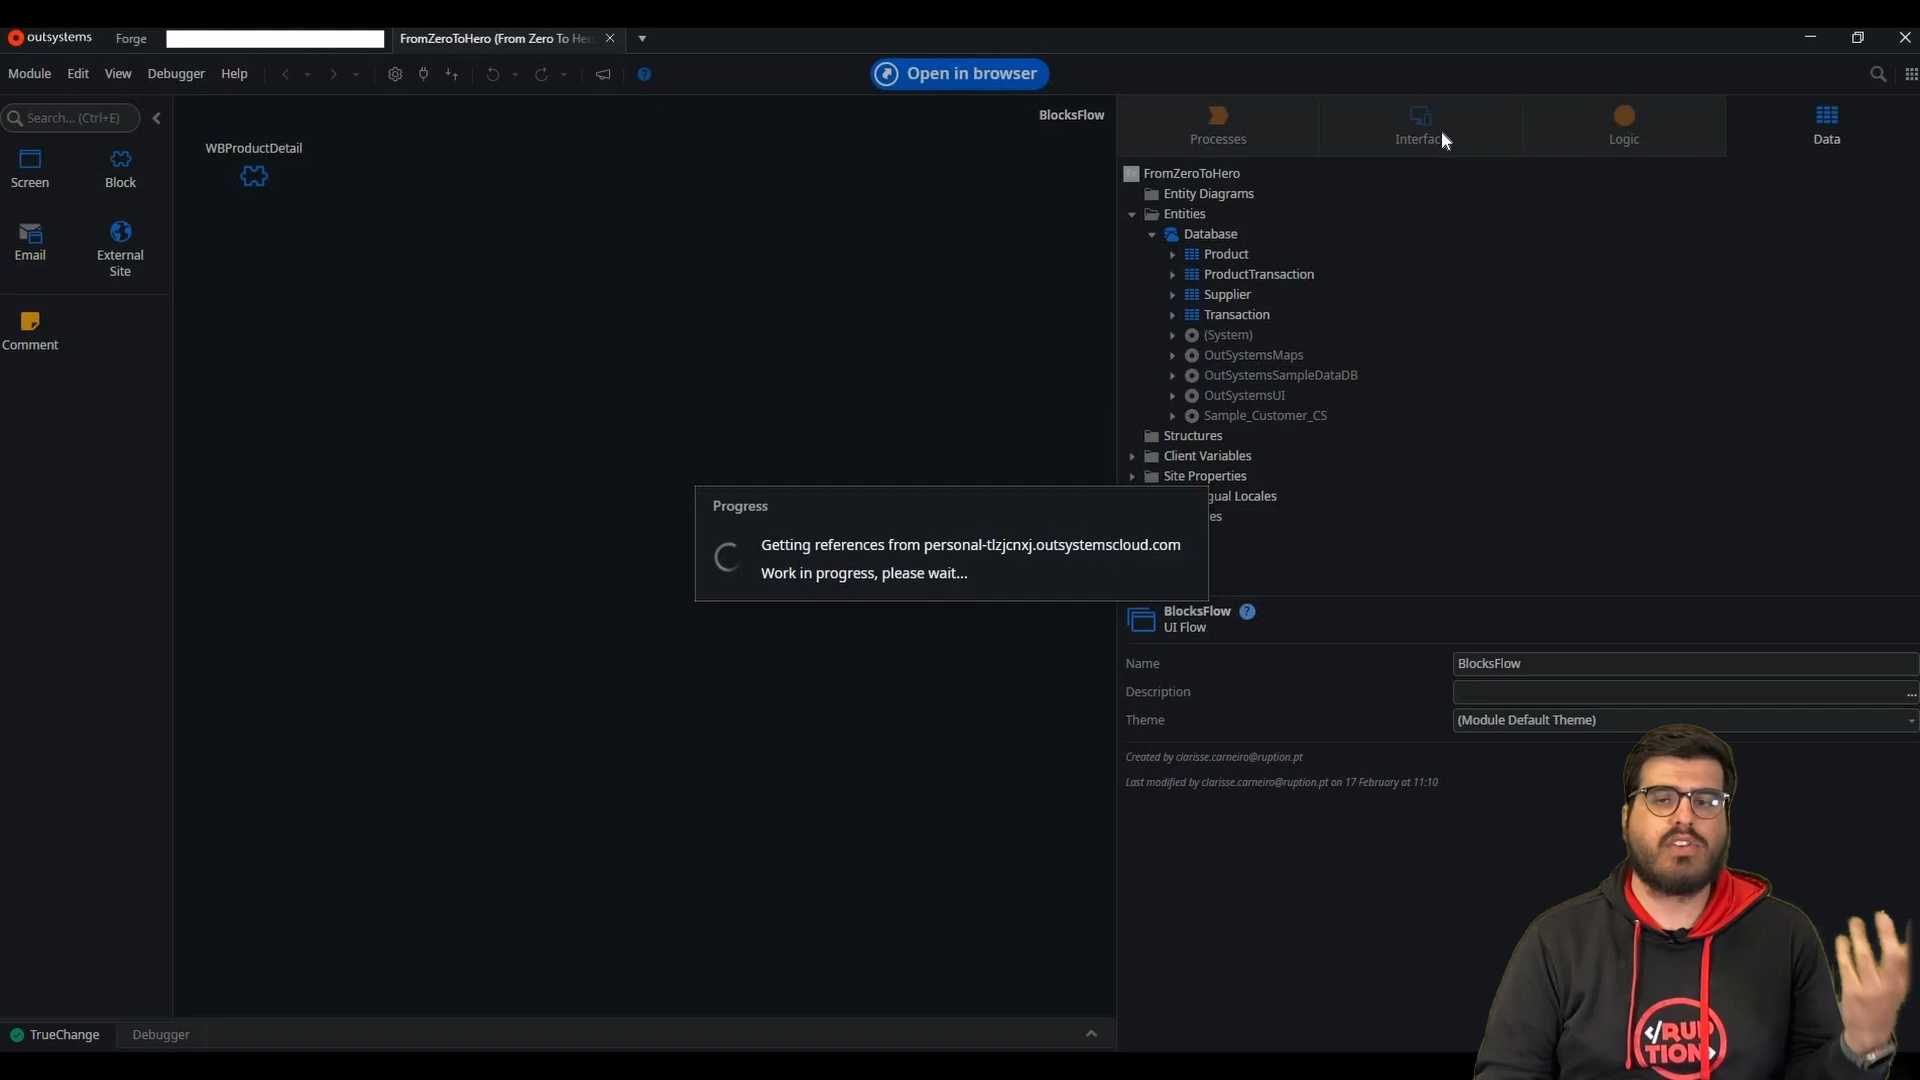 outsystems
Forge
FromZeroToHero (From Zero To He
Module Edit View Debugger Help
Open in browser
Search... (Ctrl+E)
Screen
Block
Email
External
Site
Comment
BlocksFlow
WBProductDetail
Processes
Interfac
Logic
Data
FromZeroToHero
Entity Diagrams
Entities
Database
Product
ProductTransaction
Supplier
Transaction
(System)
OutSystemsMaps
OutSystemsSampleDataDB
OutSystemsUI
Sample_Customer_CS
Structures
Client Variables
Site Properties
gual Locales
es
Progress
Getting references from personal-tlzjcnxj.outsystemscloud.com
Work in progress, please wait...
BlocksFlow ?
UI Flow
Name BlocksFlow
Description ...
Theme (Module Default Theme)
Created by clarisse.carneiro@ruption.pt
Last modified by clarisse.carneiro@ruption.pt on 17 February at 11:10
</RUP
TION>
TrueChange
Debugger